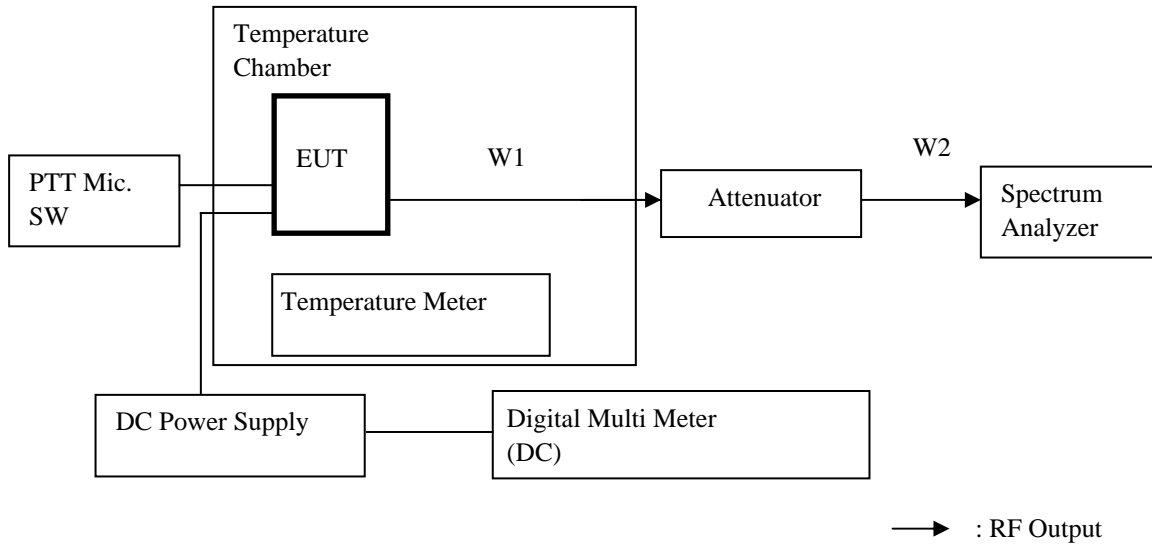 Temperature
Chamber
EUT
W1
W2
PTT Mic.
SW
Attenuator
Spectrum
Analyzer
Temperature Meter
DC Power Supply
Digital Multi Meter
(DC)
: RF Output